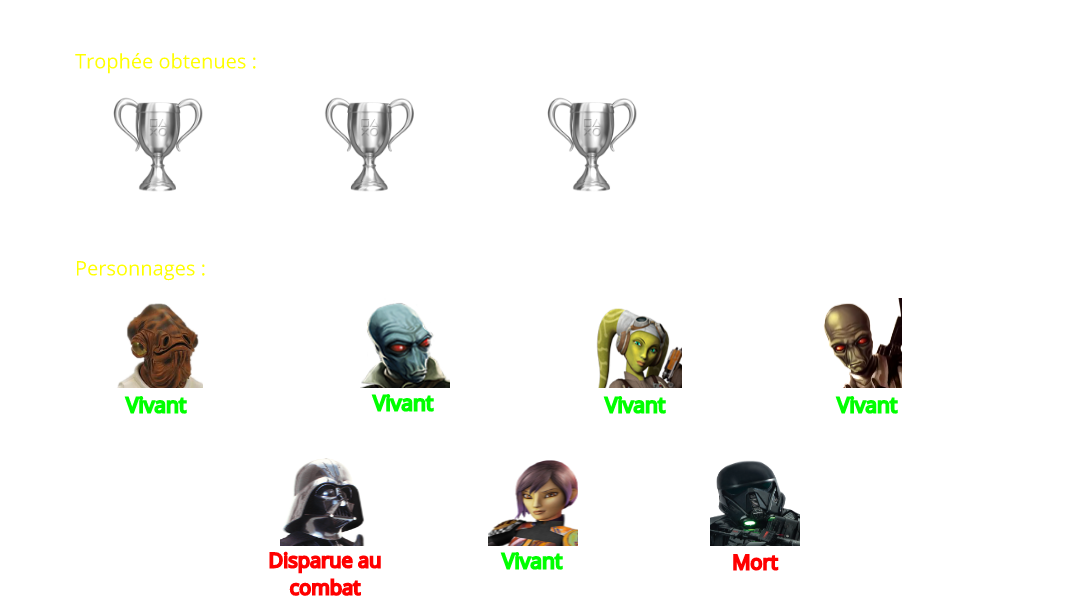 Trophée obtenues :
Personnages :
Vivant
Vivant
Vivant
Vivant
Disparue au
combat
Vivant
Mort